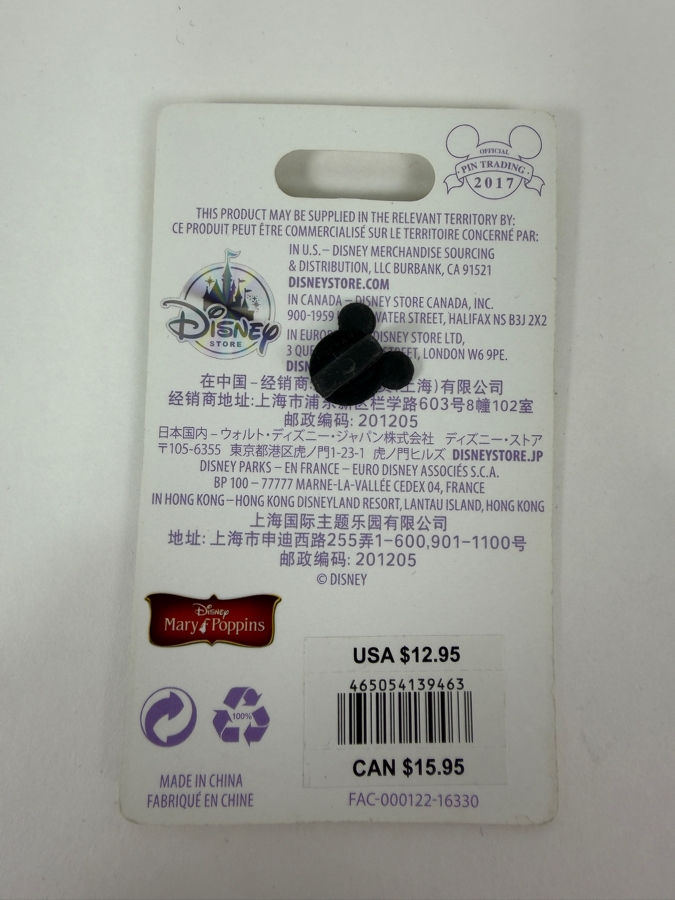 OFFICIAL
PIN TRADING
2017
THIS PRODUCT MAY BE SUPPLIED IN THE RELEVANT TERRITORY BY:
CE PRODUIT PEUT ÊTRE COMMERCIALISÉ SUR LE TERRITOIRE CONCERNÉ PAR:
IN U.S. – DISNEY MERCHANDISE SOURCING
& DISTRIBUTION, LLC BURBANK, CA 91521
DISNEYSTORE.COM
DISNEY
STORE
IN CANADA – DISNEY STORE CANADA, INC.
900-1959 WATER STREET, HALIFAX NS B3J 2X2
IN DISNEY STORE LTD,
3 STREET, LONDON W6 9PE.
在中国 – 经销商 (上海)有限公司
经销商地址:上海市浦东新区栏学路603号8幢102室
邮政编码: 201205
日本国内 – ウォルト・ディズニー・ジャパン株式会社 ディズニー・ストア
〒105-6355 東京都港区虎ノ門1-23-1 虎ノ門ヒルズ DISNEYSTORE.JP
DISNEY PARKS – EN FRANCE – EURO DISNEY ASSOCIÉS S.C.A.
BP 100 – 77777 MARNE-LA-VALLÉE CEDEX 04, FRANCE
IN HONG KONG – HONG KONG DISNEYLAND RESORT, LANTAU ISLAND, HONG KONG
上海国际主题乐园有限公司
地址: 上海市申迪西路255弄1-600,901-1100号
邮政编码: 201205
© DISNEY
Disney
Mary Poppins
USA $12.95
465054139463
CAN $15.95
100%
MADE IN CHINA
FABRIQUÉ EN CHINE
FAC-000122-16330